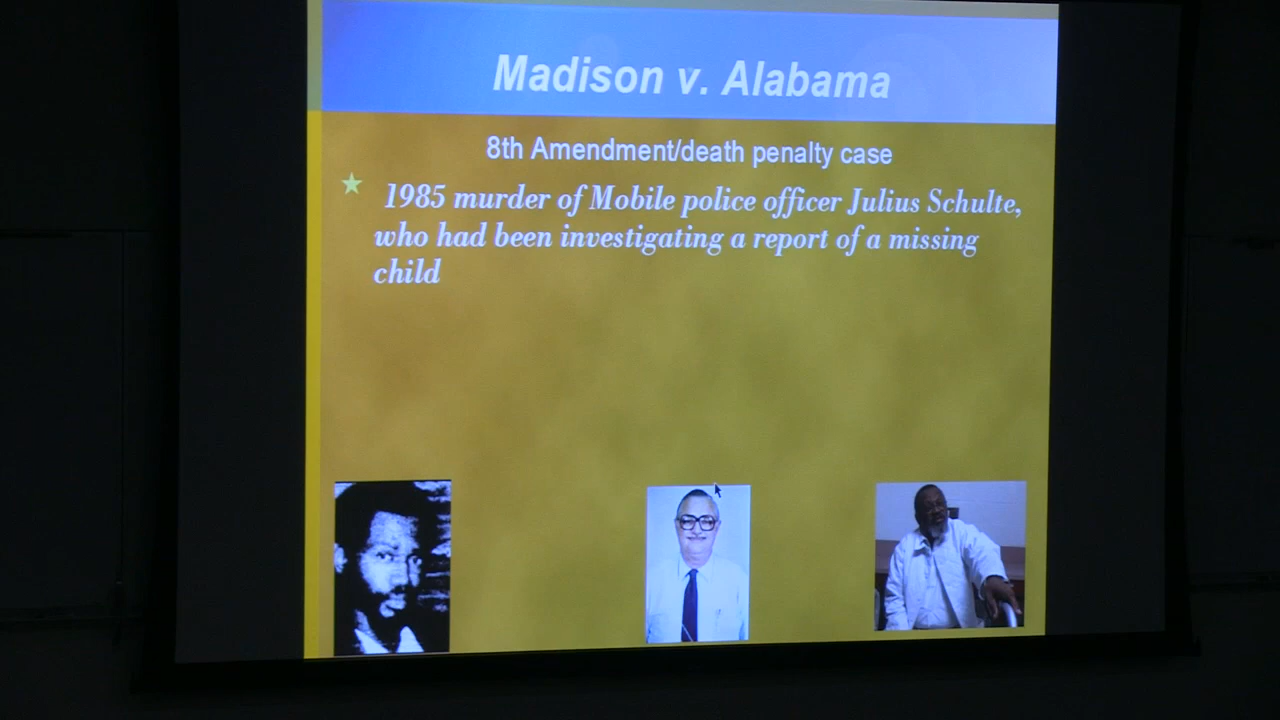 Madison v. Alabama
8th Amendment/death penalty case
1985 murder of Mobile police officer Julius Schulte,
who had been investigating a report of a missing
child